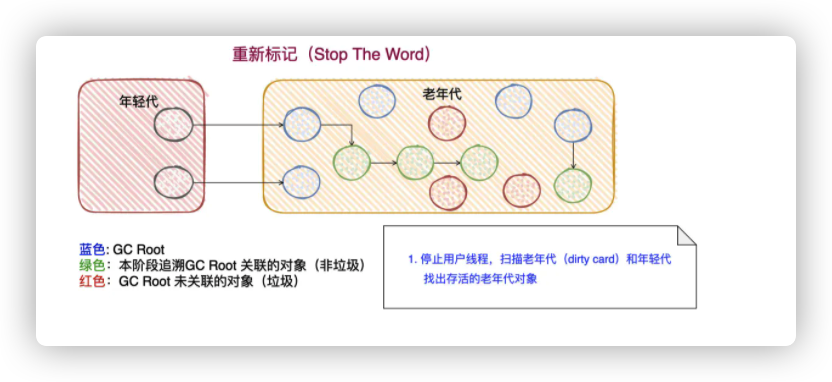 重新标记（Stop The Word）
年轻代
老年代
蓝色: GC Root
绿色：本阶段追溯GC Root 关联的对象（非垃圾）
红色：GC Root 未关联的对象（垃圾）
1. 停止用户线程，扫描老年代（dirty card）和年轻代
找出存活的老年代对象